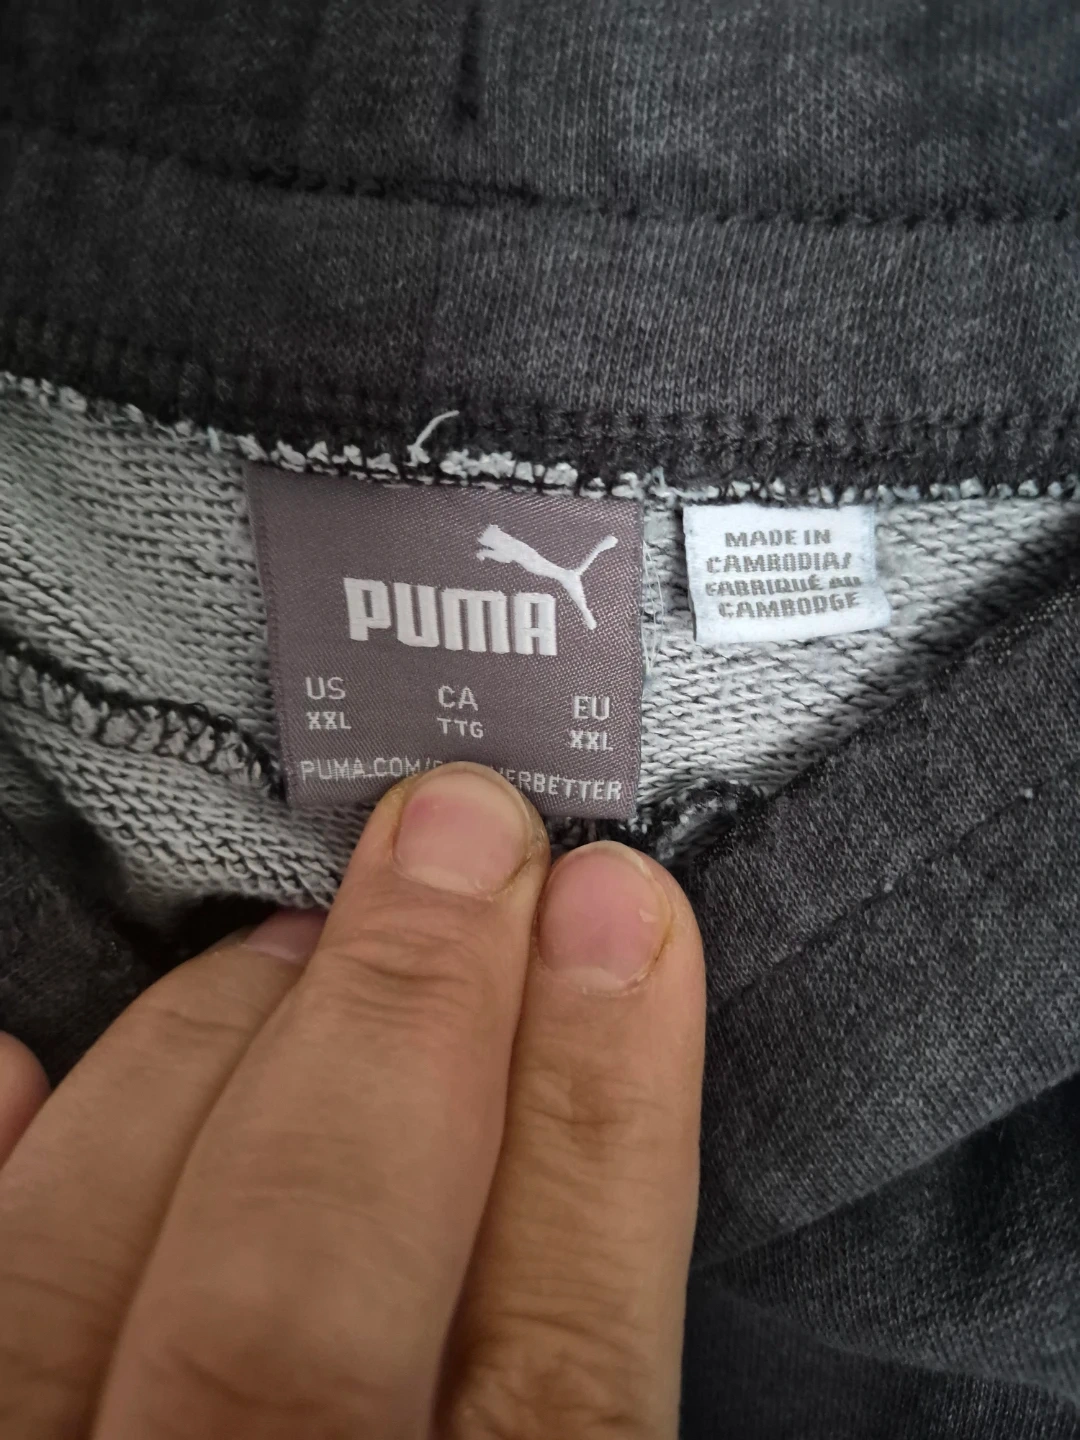 PUMA
US CA EU
XXL TTG XXL
PUMA.COM/ ERBETTER
MADE IN
CAMBODIA/
FABRIQUÉ AU
CAMBODGE